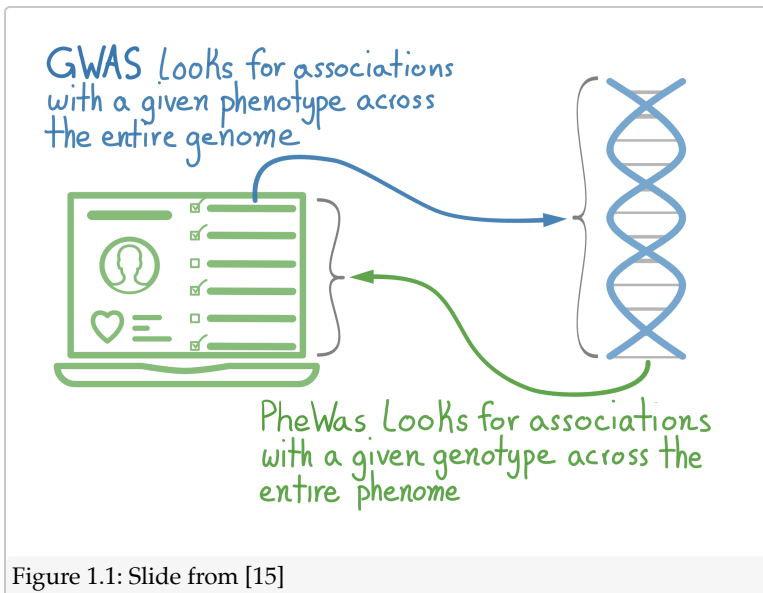 GWAS Looks for associations
with a given phenotype across
the entire genome
PheWas Looks for associations
with a given genotype across the
entire phenome
Figure 1.1: Slide from [15]